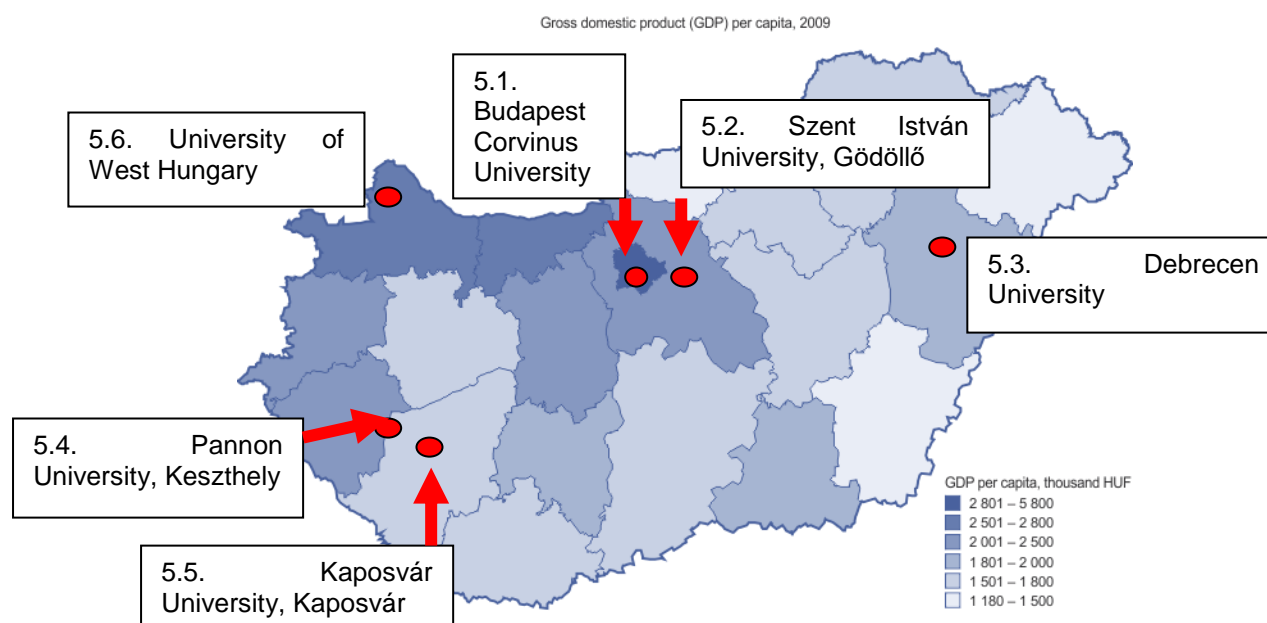 Gross domestic product (GDP) per capita, 2009
5.1.
Budapest
Corvinus
University
5.2. Szent István
University, Gödöllő
5.6. University of
West Hungary
5.3. Debrecen
University
5.4. Pannon
University, Keszthely
5.5. Kaposvár
University, Kaposvár
GDP per capita, thousand HUF
2 801 – 5 800
2 501 – 2 800
2 001 – 2 500
1 801 – 2 000
1 501 – 1 800
1 180 – 1 500